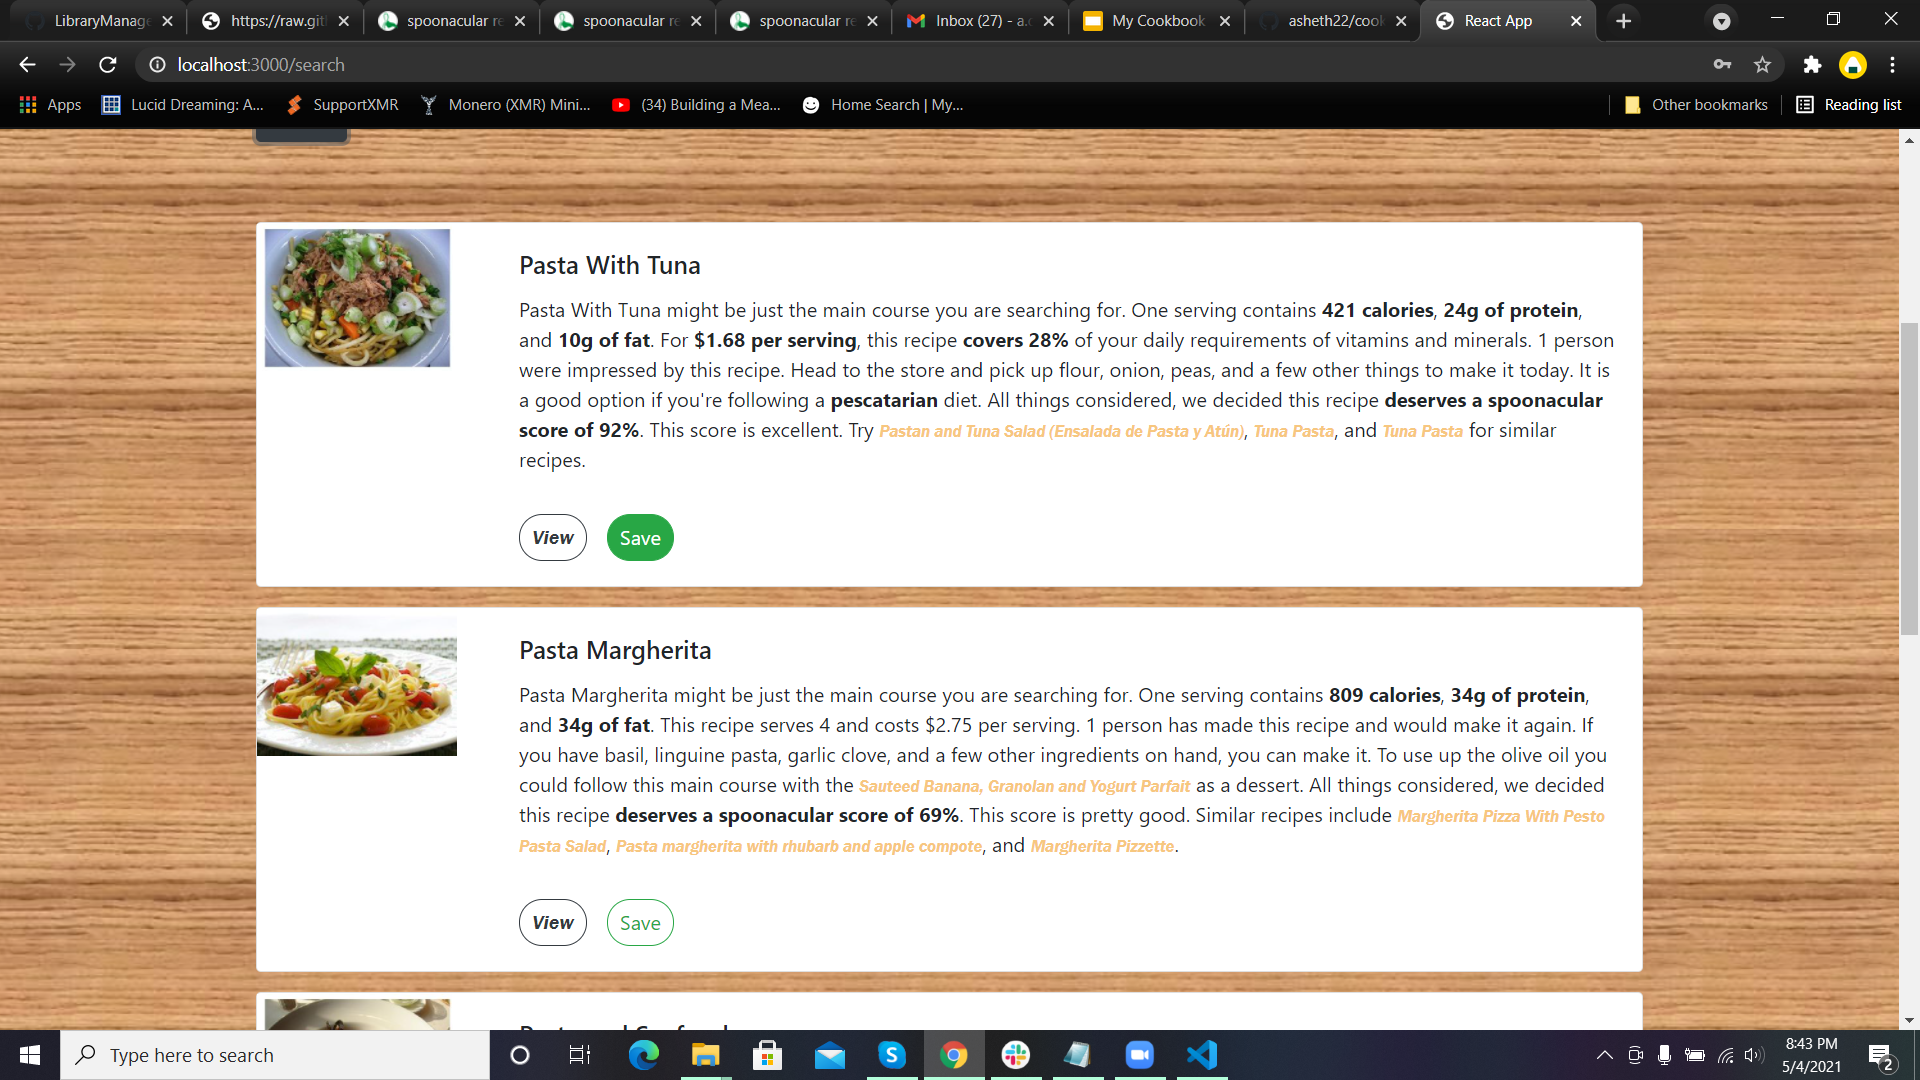 LibraryManage
https://raw.gitl
spoonacular re
spoonacular re
spoonacular re
Inbox (27) - a.c
My Cookbook
asheth22/cook
React App
localhost:3000/search
Apps
Lucid Dreaming: A...
SupportXMR
Monero (XMR) Mini...
(34) Building a Mea...
Home Search | My...
Other bookmarks
Reading list
Pasta With Tuna
Pasta With Tuna might be just the main course you are searching for. One serving contains 421 calories, 24g of protein,
and 10g of fat. For $1.68 per serving, this recipe covers 28% of your daily requirements of vitamins and minerals. 1 person
were impressed by this recipe. Head to the store and pick up flour, onion, peas, and a few other things to make it today. It is
a good option if you're following a pescatarian diet. All things considered, we decided this recipe deserves a spoonacular
score of 92%. This score is excellent. Try Pastan and Tuna Salad (Ensalada de Pasta y Atún), Tuna Pasta, and Tuna Pasta for similar
recipes.
View
Save
Pasta Margherita
Pasta Margherita might be just the main course you are searching for. One serving contains 809 calories, 34g of protein,
and 34g of fat. This recipe serves 4 and costs $2.75 per serving. 1 person has made this recipe and would make it again. If
you have basil, linguine pasta, garlic clove, and a few other ingredients on hand, you can make it. To use up the olive oil you
could follow this main course with the Sauteed Banana, Granolan and Yogurt Parfait as a dessert. All things considered, we decided
this recipe deserves a spoonacular score of 69%. This score is pretty good. Similar recipes include Margherita Pizza With Pesto
Pasta Salad, Pasta margherita with rhubarb and apple compote, and Margherita Pizzette.
View
Save
Type here to search
8:43 PM
5/4/2021
2